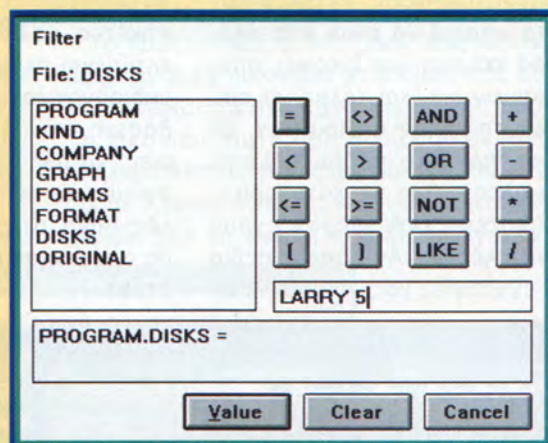 Filter
File: DISKS
PROGRAM
KIND
COMPANY
GRAPH
FORMS
FORMAT
DISKS
ORIGINAL
= <> AND +
< > OR -
<= >= NOT *
[ ] LIKE /
LARRY 5
PROGRAM.DISKS =
Value Clear Cancel